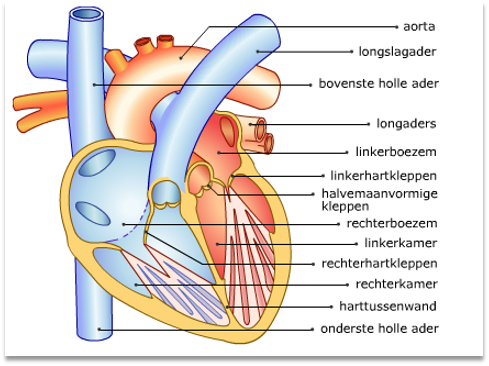 aorta
longslagader
bovenste holle ader
longaders
linkerboezem
linkerhartkleppen
halvemaanvormige
kleppen
rechterboezem
linkerkamer
rechterhartkleppen
rechterkamer
harttussenwand
onderste holle ader